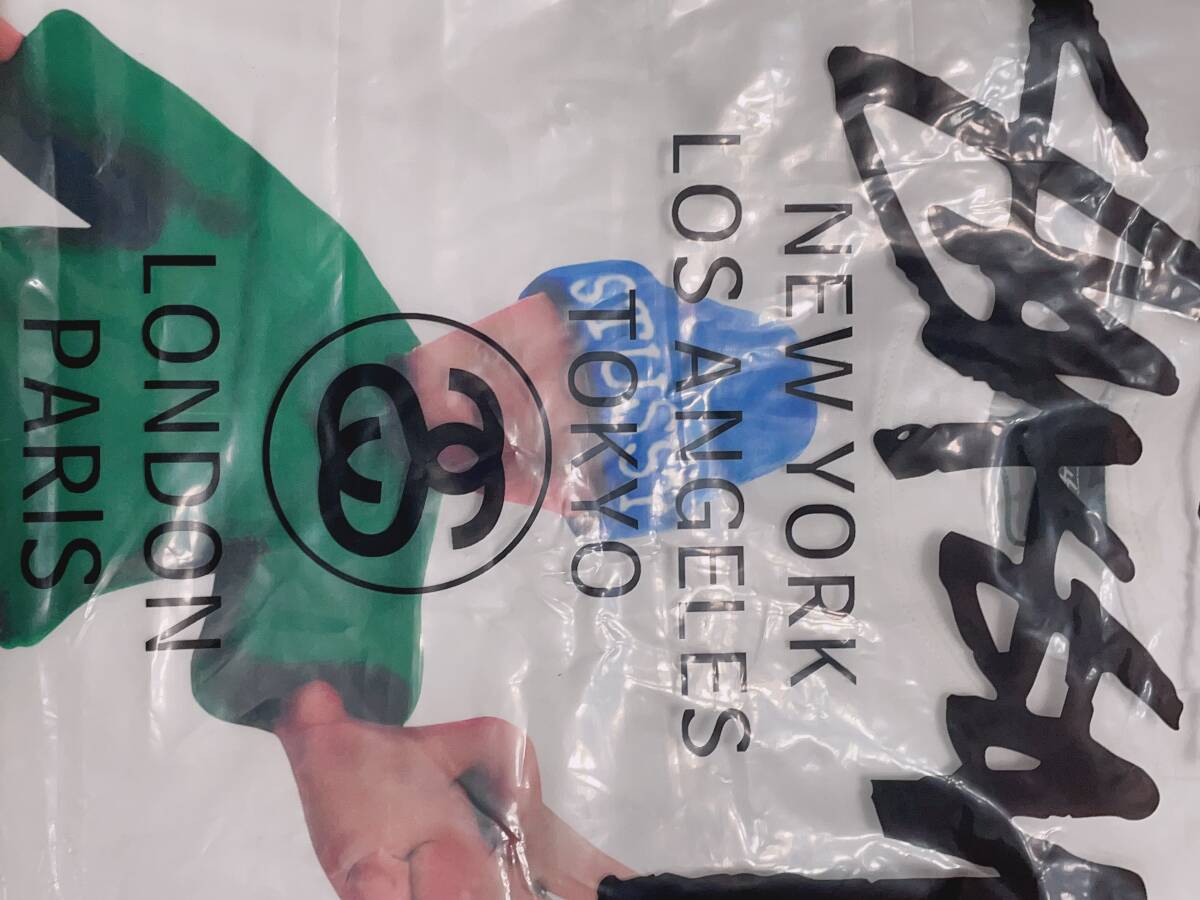 NEW YORK
LOS ANGELES
TOKYO
LONDON
PARIS